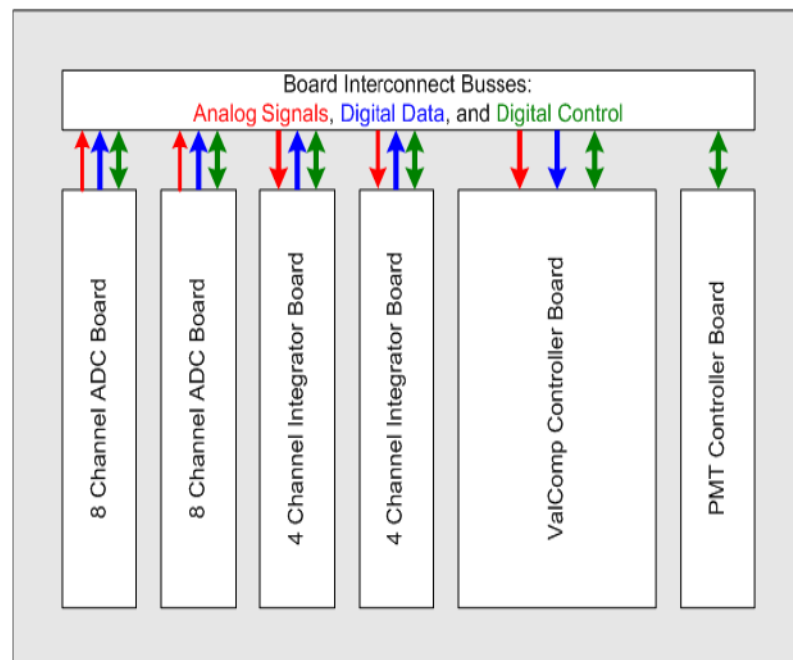 Board Interconnect Busses:
Analog Signals, Digital Data, and Digital Control
8 Channel ADC Board
8 Channel ADC Board
4 Channel Integrator Board
4 Channel Integrator Board
ValComp Controller Board
PMT Controller Board